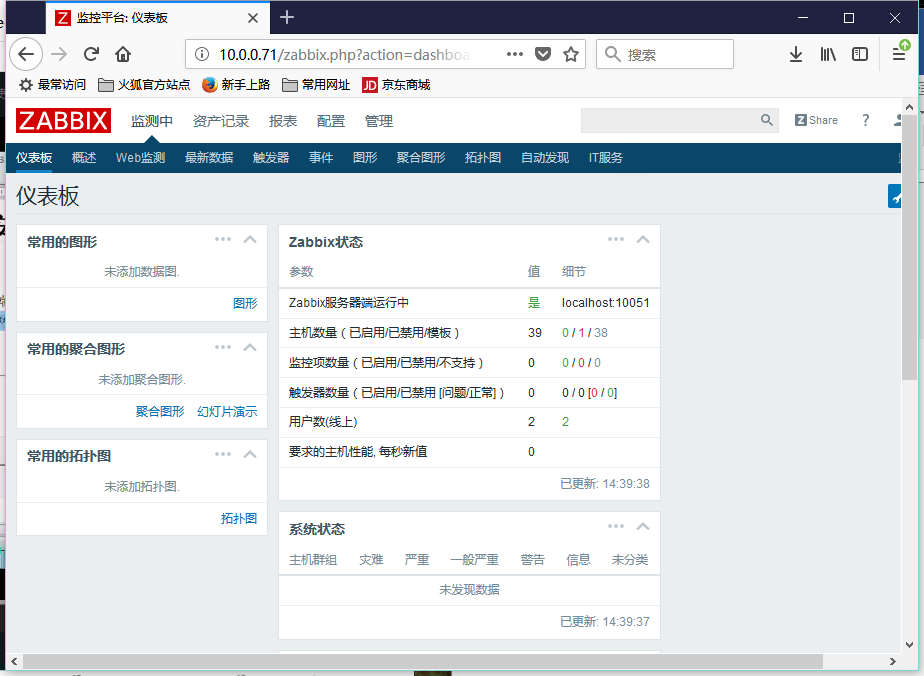 监控平台: 仪表板
10.0.0.71/zabbix.php?action=dashboa
搜索
最常访问 火狐官方站点 新手上路 常用网址 JD 京东商城
ZABBIX 监测中 资产记录 报表 配置 管理 Z Share ?
仪表板 概述 Web监测 最新数据 触发器 事件 图形 聚合图形 拓扑图 自动发现 IT服务
仪表板
常用的图形
未添加数据图.
图形
常用的聚合图形
未添加聚合图形.
聚合图形 幻灯片演示
常用的拓扑图
未添加拓扑图.
拓扑图
Zabbix状态
参数 值 细节
Zabbix服务器端运行中 是 localhost:10051
主机数量（已启用/已禁用/模板） 39 0 / 1 / 38
监控项数量（已启用/已禁用/不支持） 0 0 / 0 / 0
触发器数量（已启用/已禁用 [问题/正常]） 0 0 / 0 [0 / 0]
用户数(线上) 2 2
要求的主机性能, 每秒新值 0
已更新: 14:39:38
系统状态
主机群组 灾难 严重 一般严重 警告 信息 未分类
未发现数据
已更新: 14:39:37